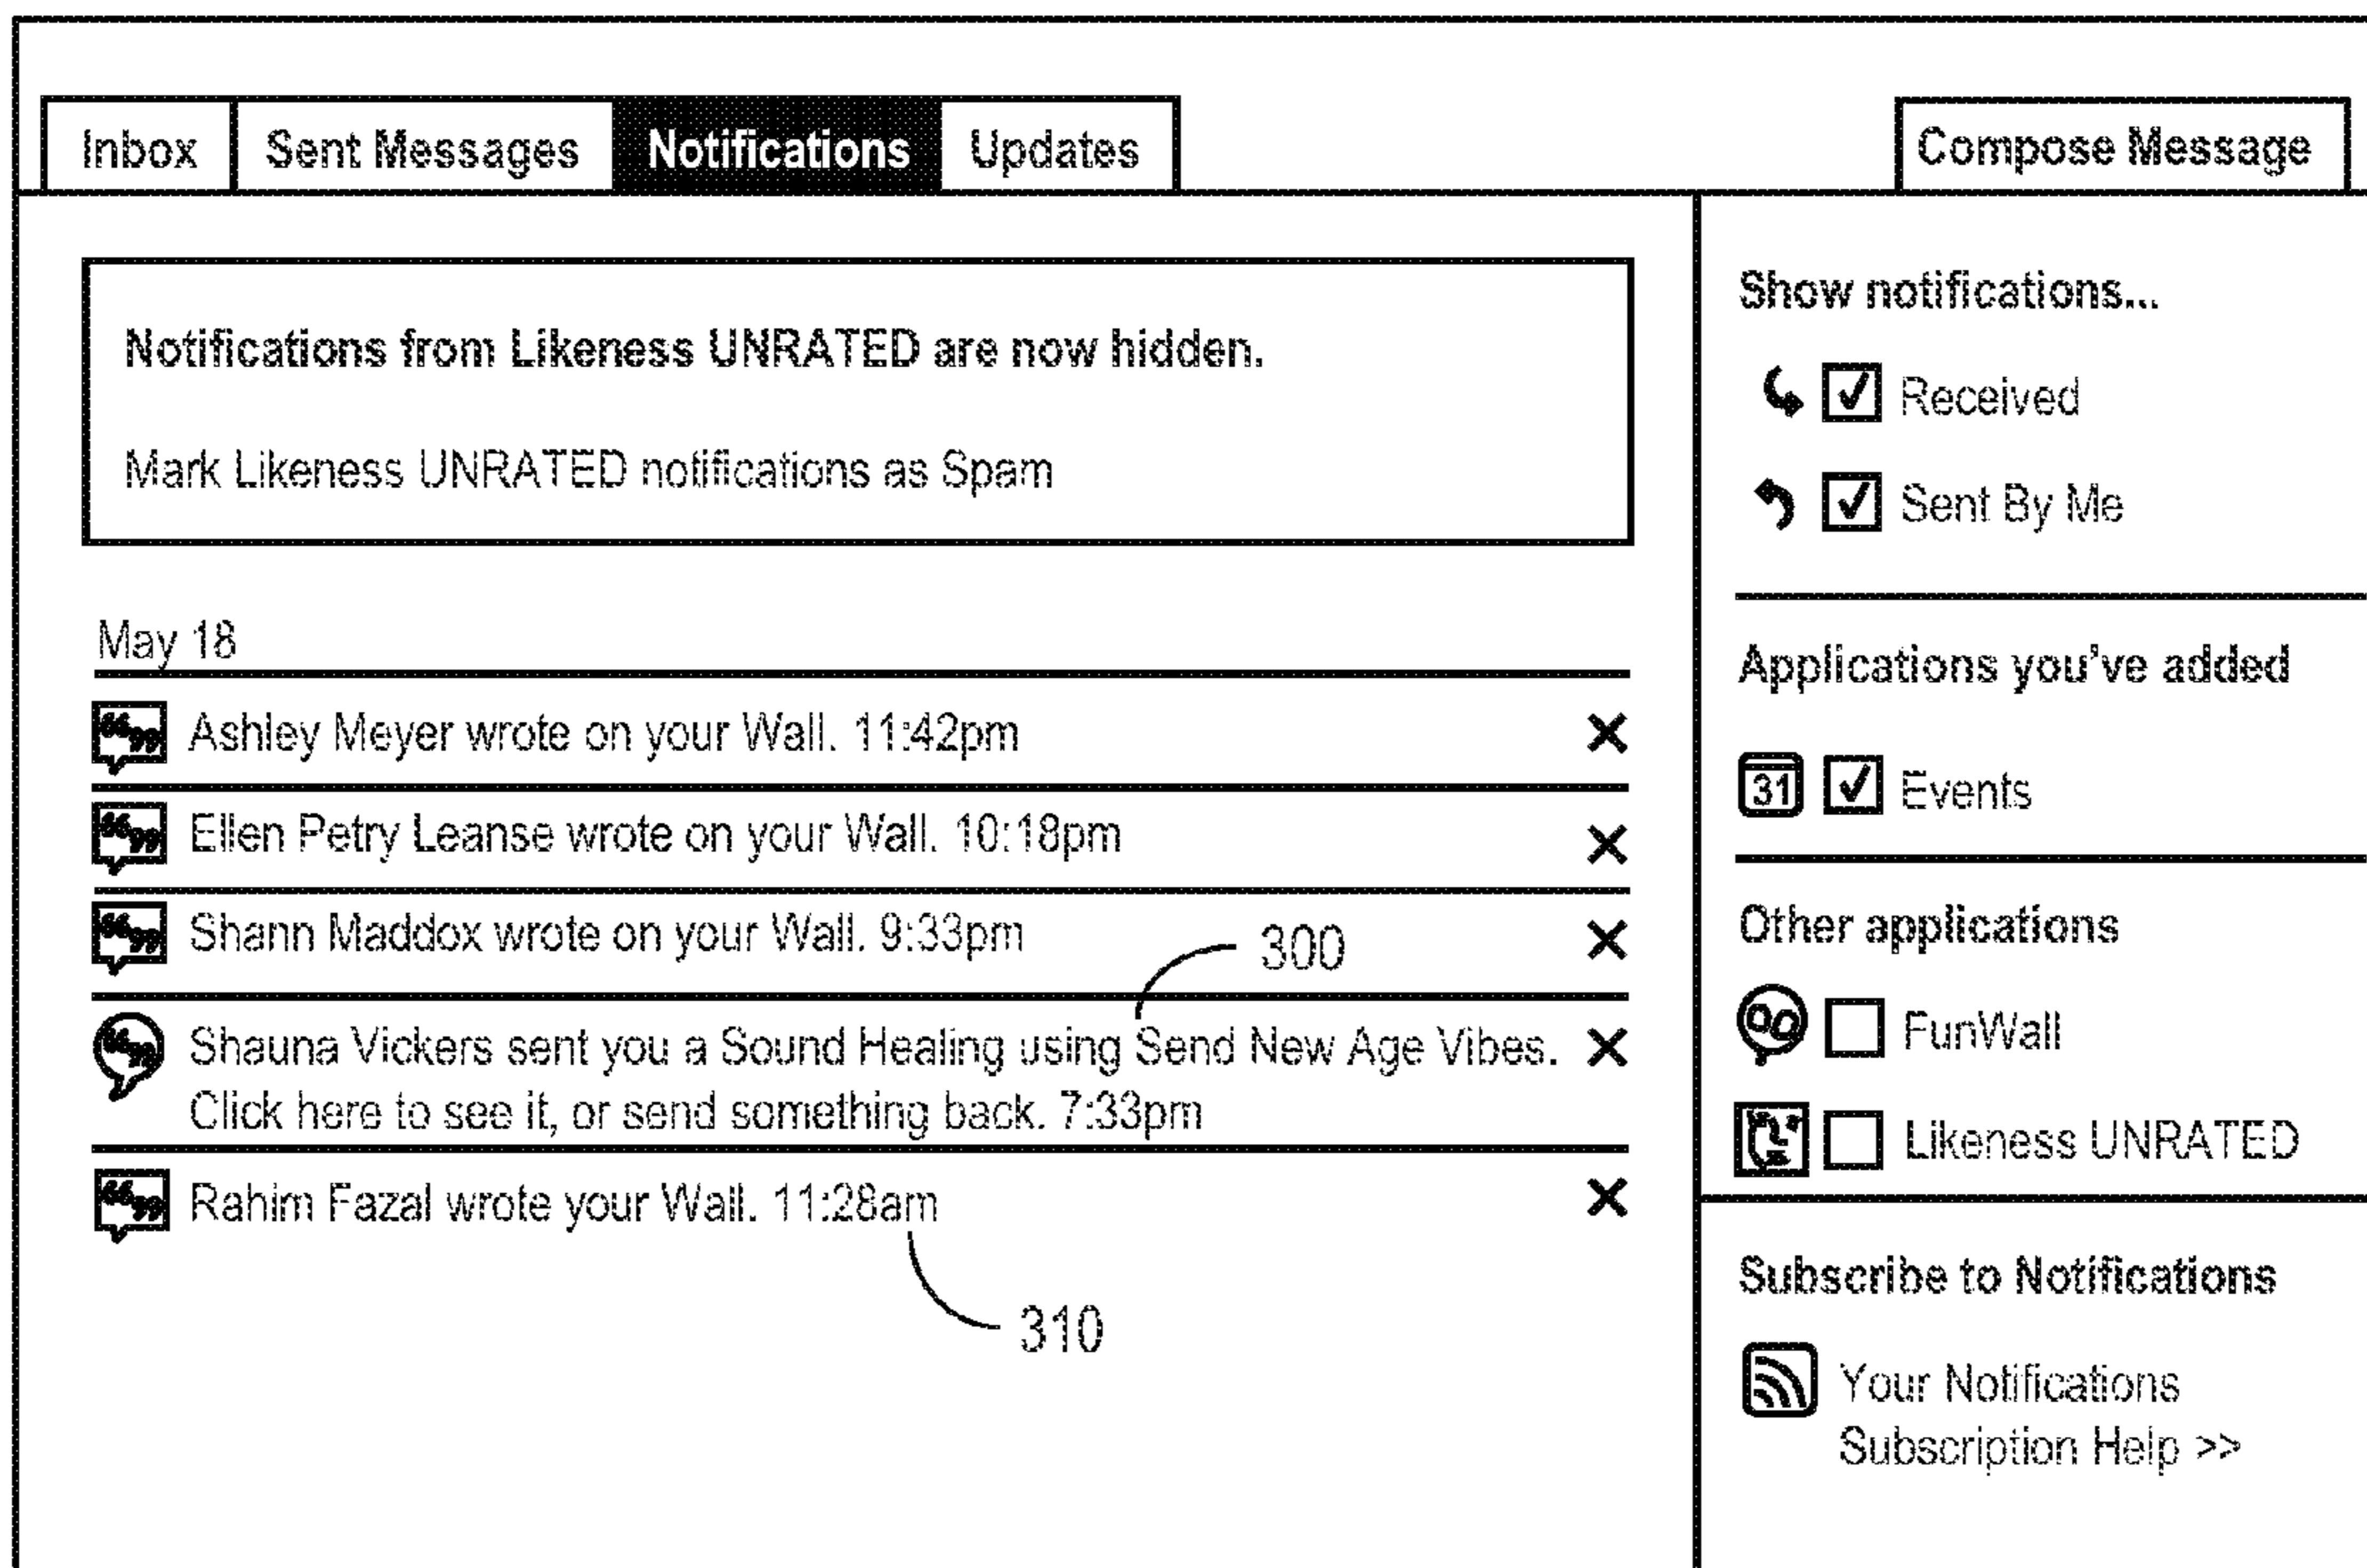 Inbox
Sent Messages
Notifications
Updates
Compose Message
Notifications from Likeness UNRATED are now hidden.
Mark Likeness UNRATED notifications as Spam
May 18
Ashley Meyer wrote on your Wall. 11:42pm
Ellen Petry Leanse wrote on your Wall. 10:18pm
Shann Maddox wrote on your Wall. 9:33pm
300
Shauna Vickers sent you a Sound Healing using Send New Age Vibes.
Click here to see it, or send something back. 7:33pm
Rahim Fazal wrote your Wall. 11:28am
310
Show notifications...
Received
Sent By Me
Applications you've added
31
Events
Other applications
FunWall
Likeness UNRATED
Subscribe to Notifications
Your Notifications
Subscription Help >>